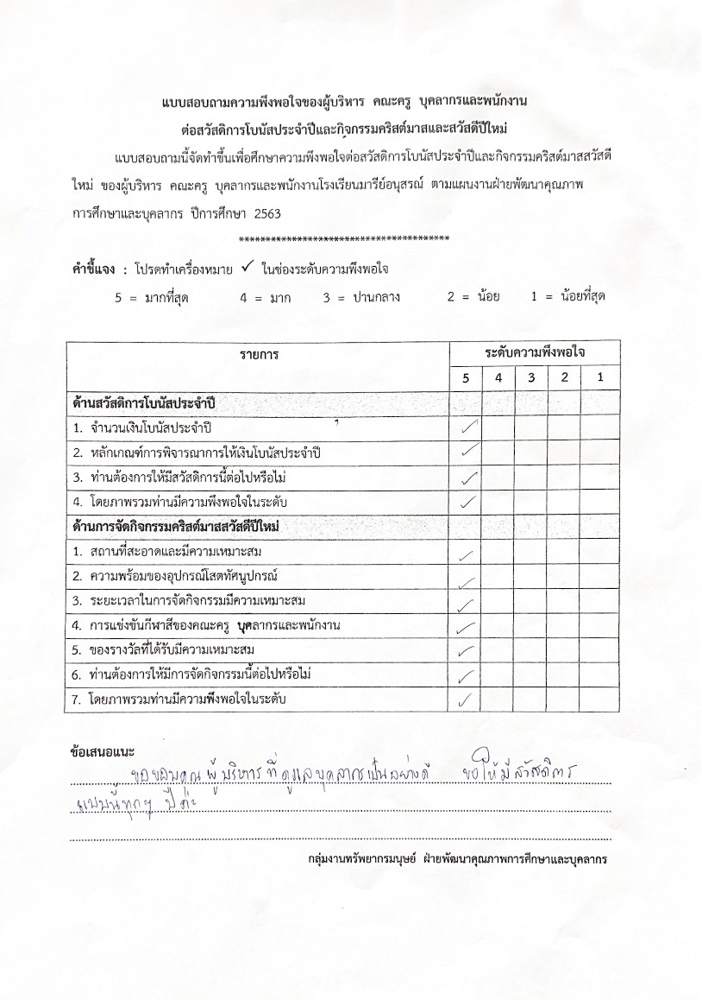 แบบสอบถามความพึงพอใจของผู้บริหาร คณะครู บุคลากรและพนักงาน
ต่อสวัสดิการโบนัสประจำปีและกิจกรรมคริสต์มาสและสวัสดีปีใหม่
แบบสอบถามนี้จัดทำขึ้นเพื่อศึกษาความพึงพอใจต่อสวัสดิการโบนัสประจำปีและกิจกรรมคริสต์มาสสวัสดี
ใหม่ ของผู้บริหาร คณะครู บุคลากรและพนักงานโรงเรียนมารีย์อนุสรณ์ ตามแผนงานฝ่ายพัฒนาคุณภาพ
การศึกษาและบุคลากร ปีการศึกษา 2563
****************************************
คำชี้แจง : โปรดทำเครื่องหมาย ✓ ในช่องระดับความพึงพอใจ
5 = มากที่สุด 4 = มาก 3 = ปานกลาง 2 = น้อย 1 = น้อยที่สุด
รายการ ระดับความพึงพอใจ
5 4 3 2 1
ด้านสวัสดิการโบนัสประจำปี
1. จำนวนเงินโบนัสประจำปี ✓
2. หลักเกณฑ์การพิจารณาการให้เงินโบนัสประจำปี ✓
3. ท่านต้องการให้มีสวัสดิการนี้ต่อไปหรือไม่ ✓
4. โดยภาพรวมท่านมีความพึงพอใจในระดับ ✓
ด้านการจัดกิจกรรมคริสต์มาสสวัสดีปีใหม่
1. สถานที่สะอาดและมีความเหมาะสม ✓
2. ความพร้อมของอุปกรณ์โสตทัศนูปกรณ์ ✓
3. ระยะเวลาในการจัดกิจกรรมมีความเหมาะสม ✓
4. การแข่งขันกีฬาสีของคณะครู บุคลากรและพนักงาน ✓
5. ของรางวัลที่ได้รับมีความเหมาะสม ✓
6. ท่านต้องการให้มีการจัดกิจกรรมนี้ต่อไปหรือไม่ ✓
7. โดยภาพรวมท่านมีความพึงพอใจในระดับ ✓
ข้อเสนอแนะ
ขอขอบคุณผู้บริหารที่ดูแลบุคลากรเป็นอย่างดี ขอให้มีสวัสดิการ
แบบนี้ทุกๆ ปีค่ะ
กลุ่มงานทรัพยากรมนุษย์ ฝ่ายพัฒนาคุณภาพการศึกษาและบุคลากร